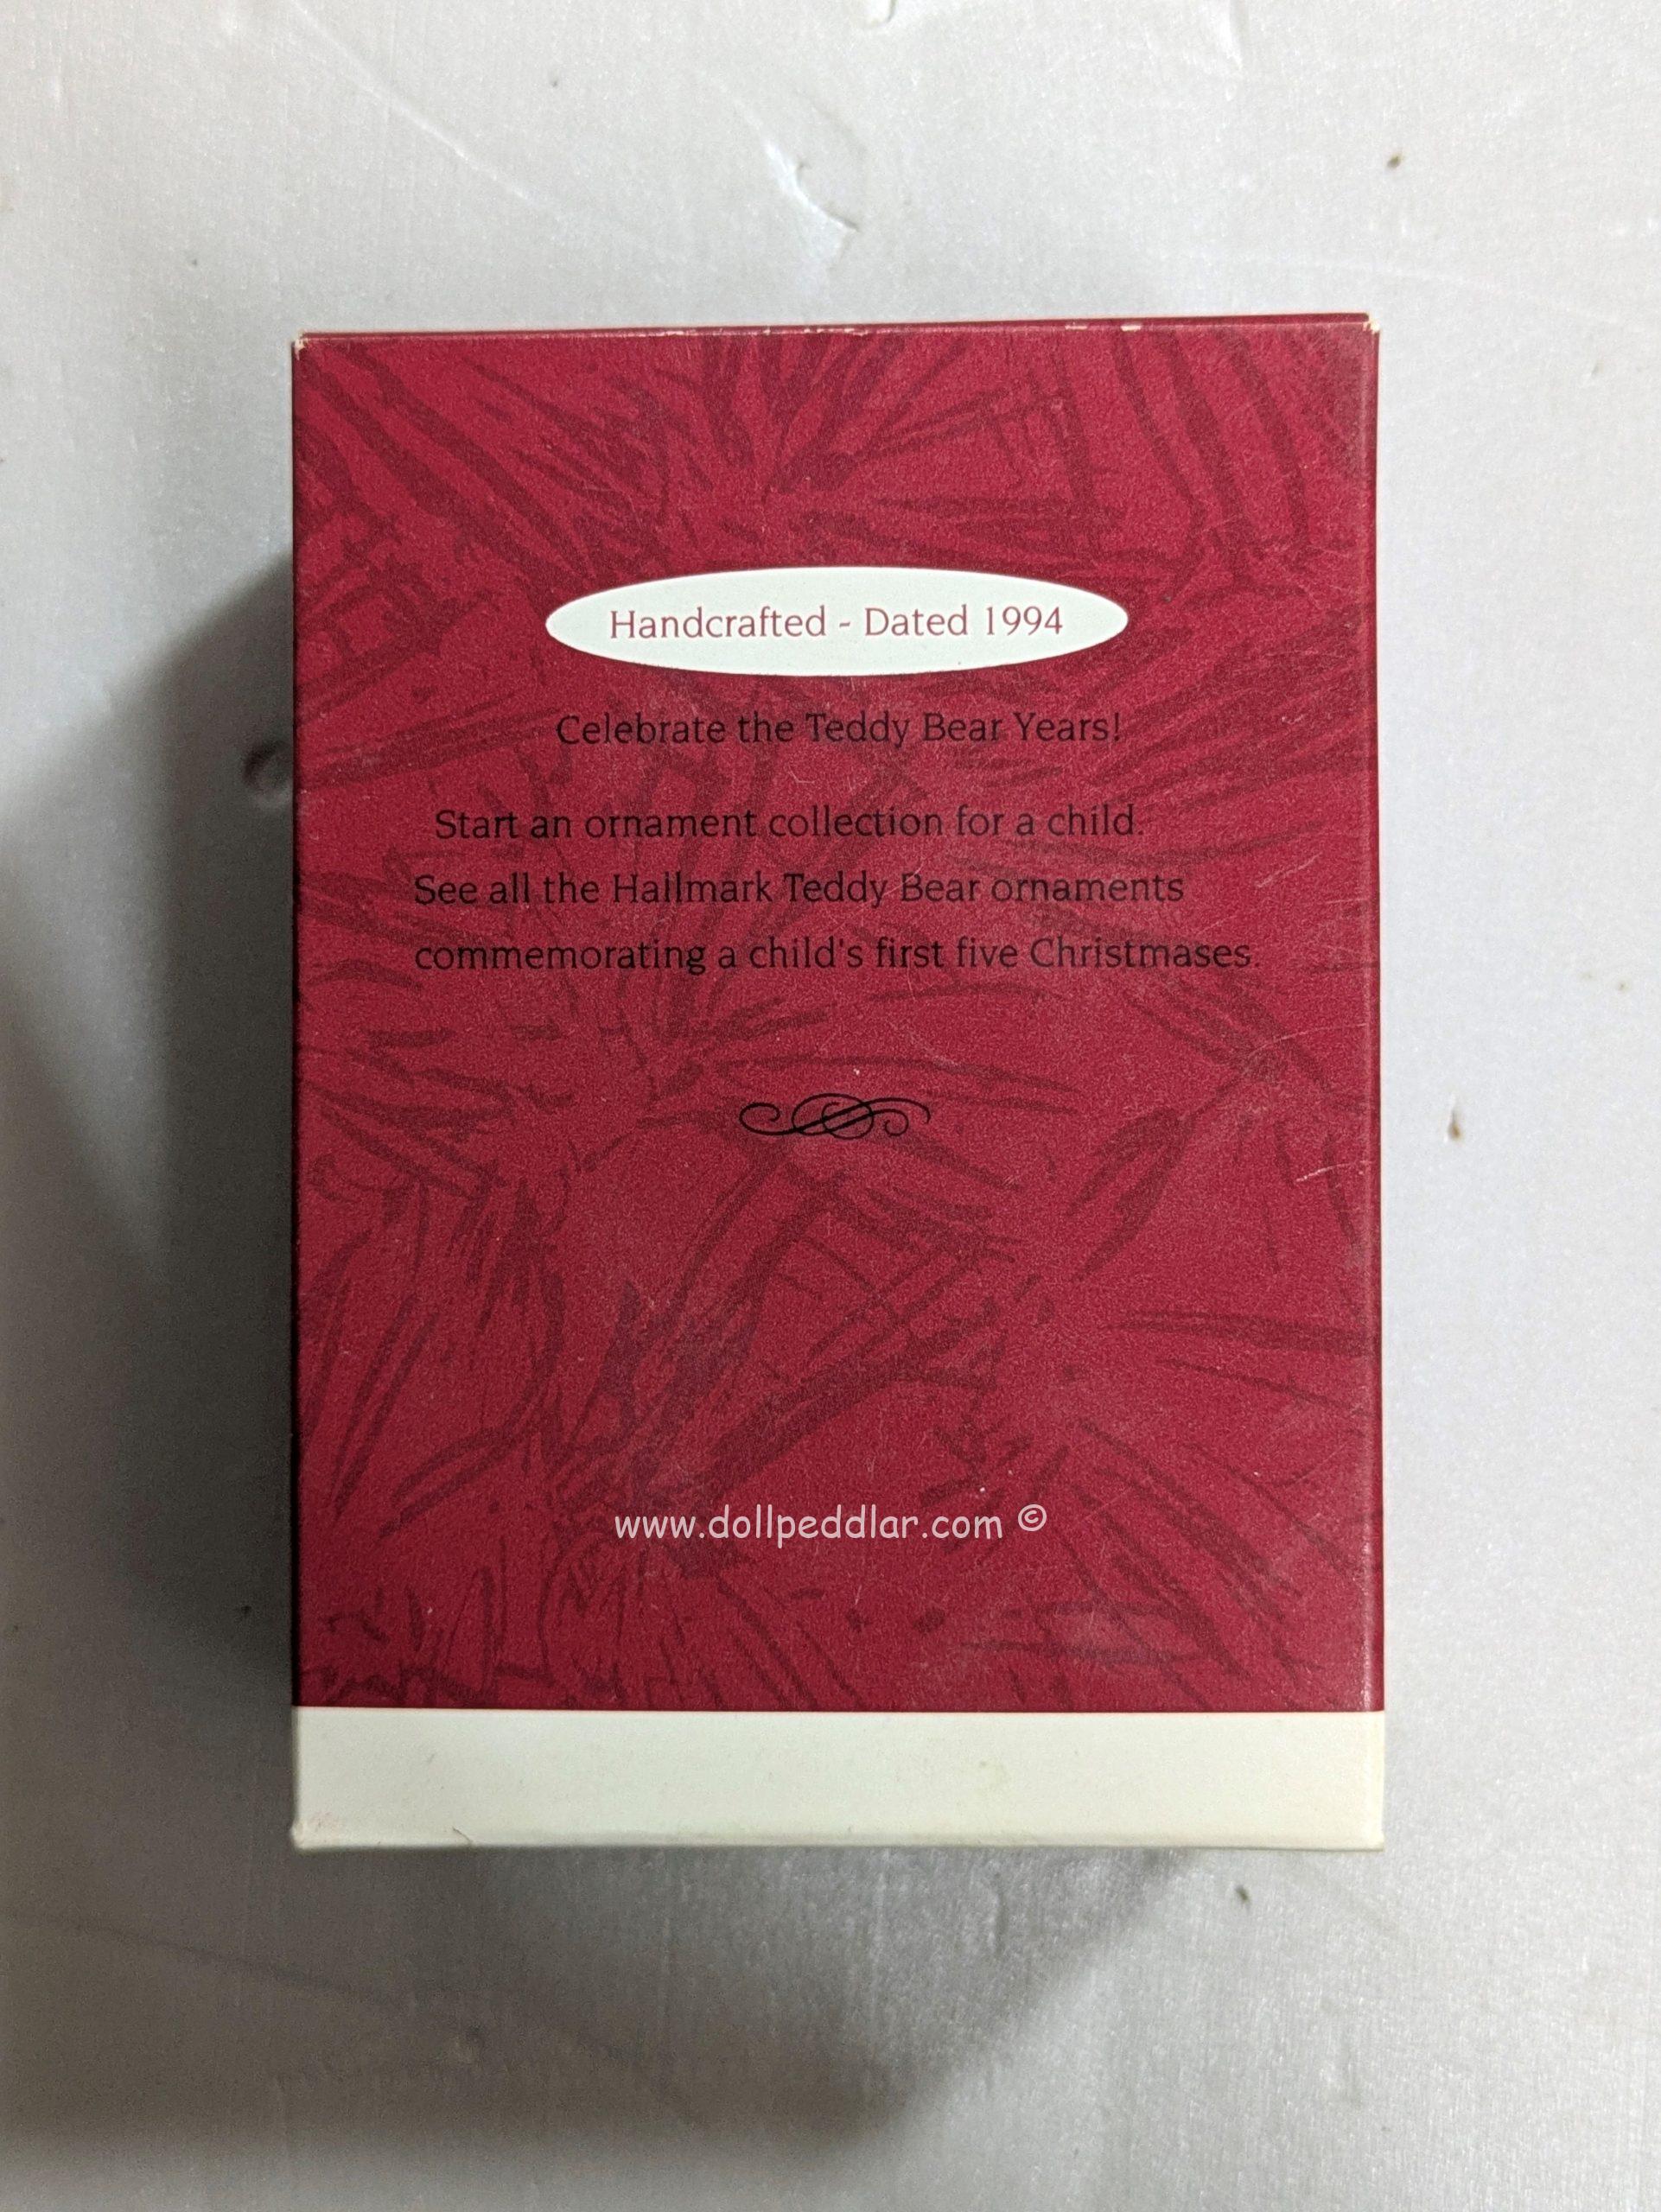 Handcrafted - Dated 1994
Celebrate the Teddy Bear Years!
Start an ornament collection for a child.
See all the Hallmark Teddy Bear ornaments
commemorating a child's first five Christmases.
www.dollpeddlar.com ©